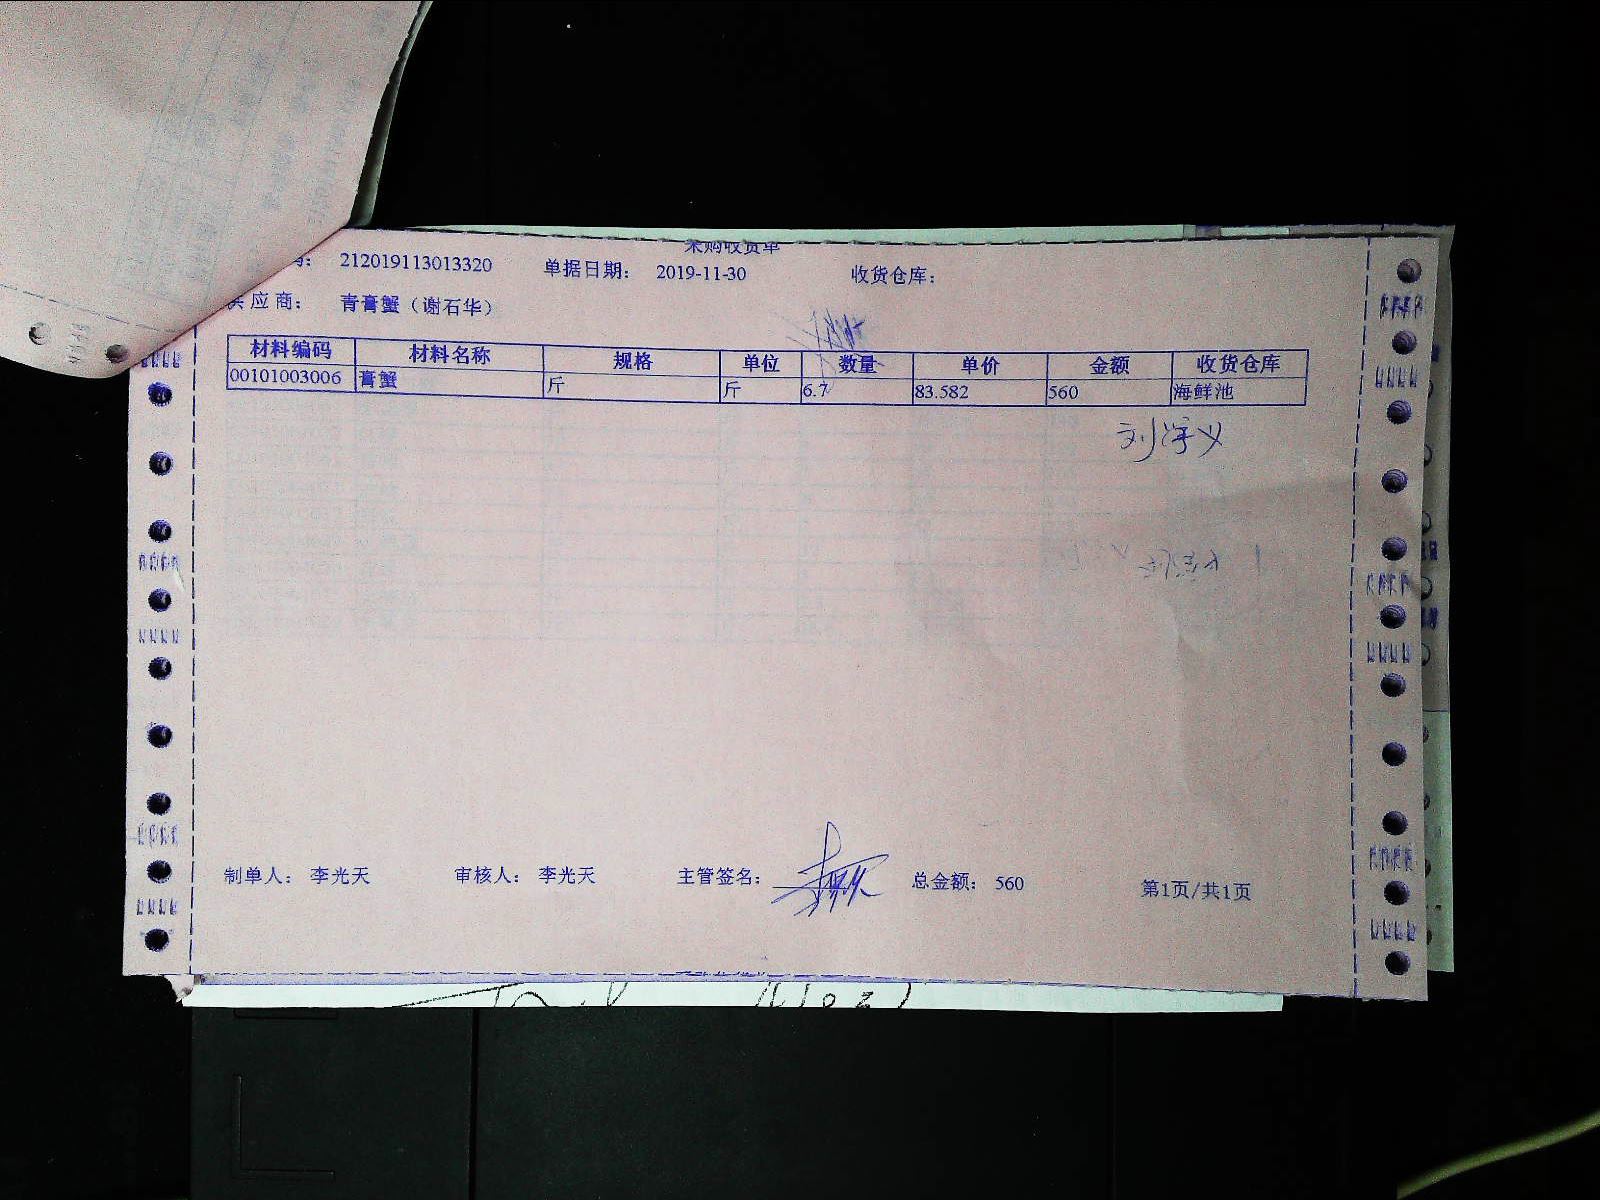 采购收货单
码： 212019113013320 单据日期： 2019-11-30 收货仓库：
供应商： 青膏蟹（谢石华）
材料编码 材料名称 规格 单位 数量 单价 金额 收货仓库
00101003006 膏蟹 斤 斤 6.7 83.582 560 海鲜池
制单人： 李光天 审核人： 李光天 主管签名： 总金额： 560 第1页/共1页